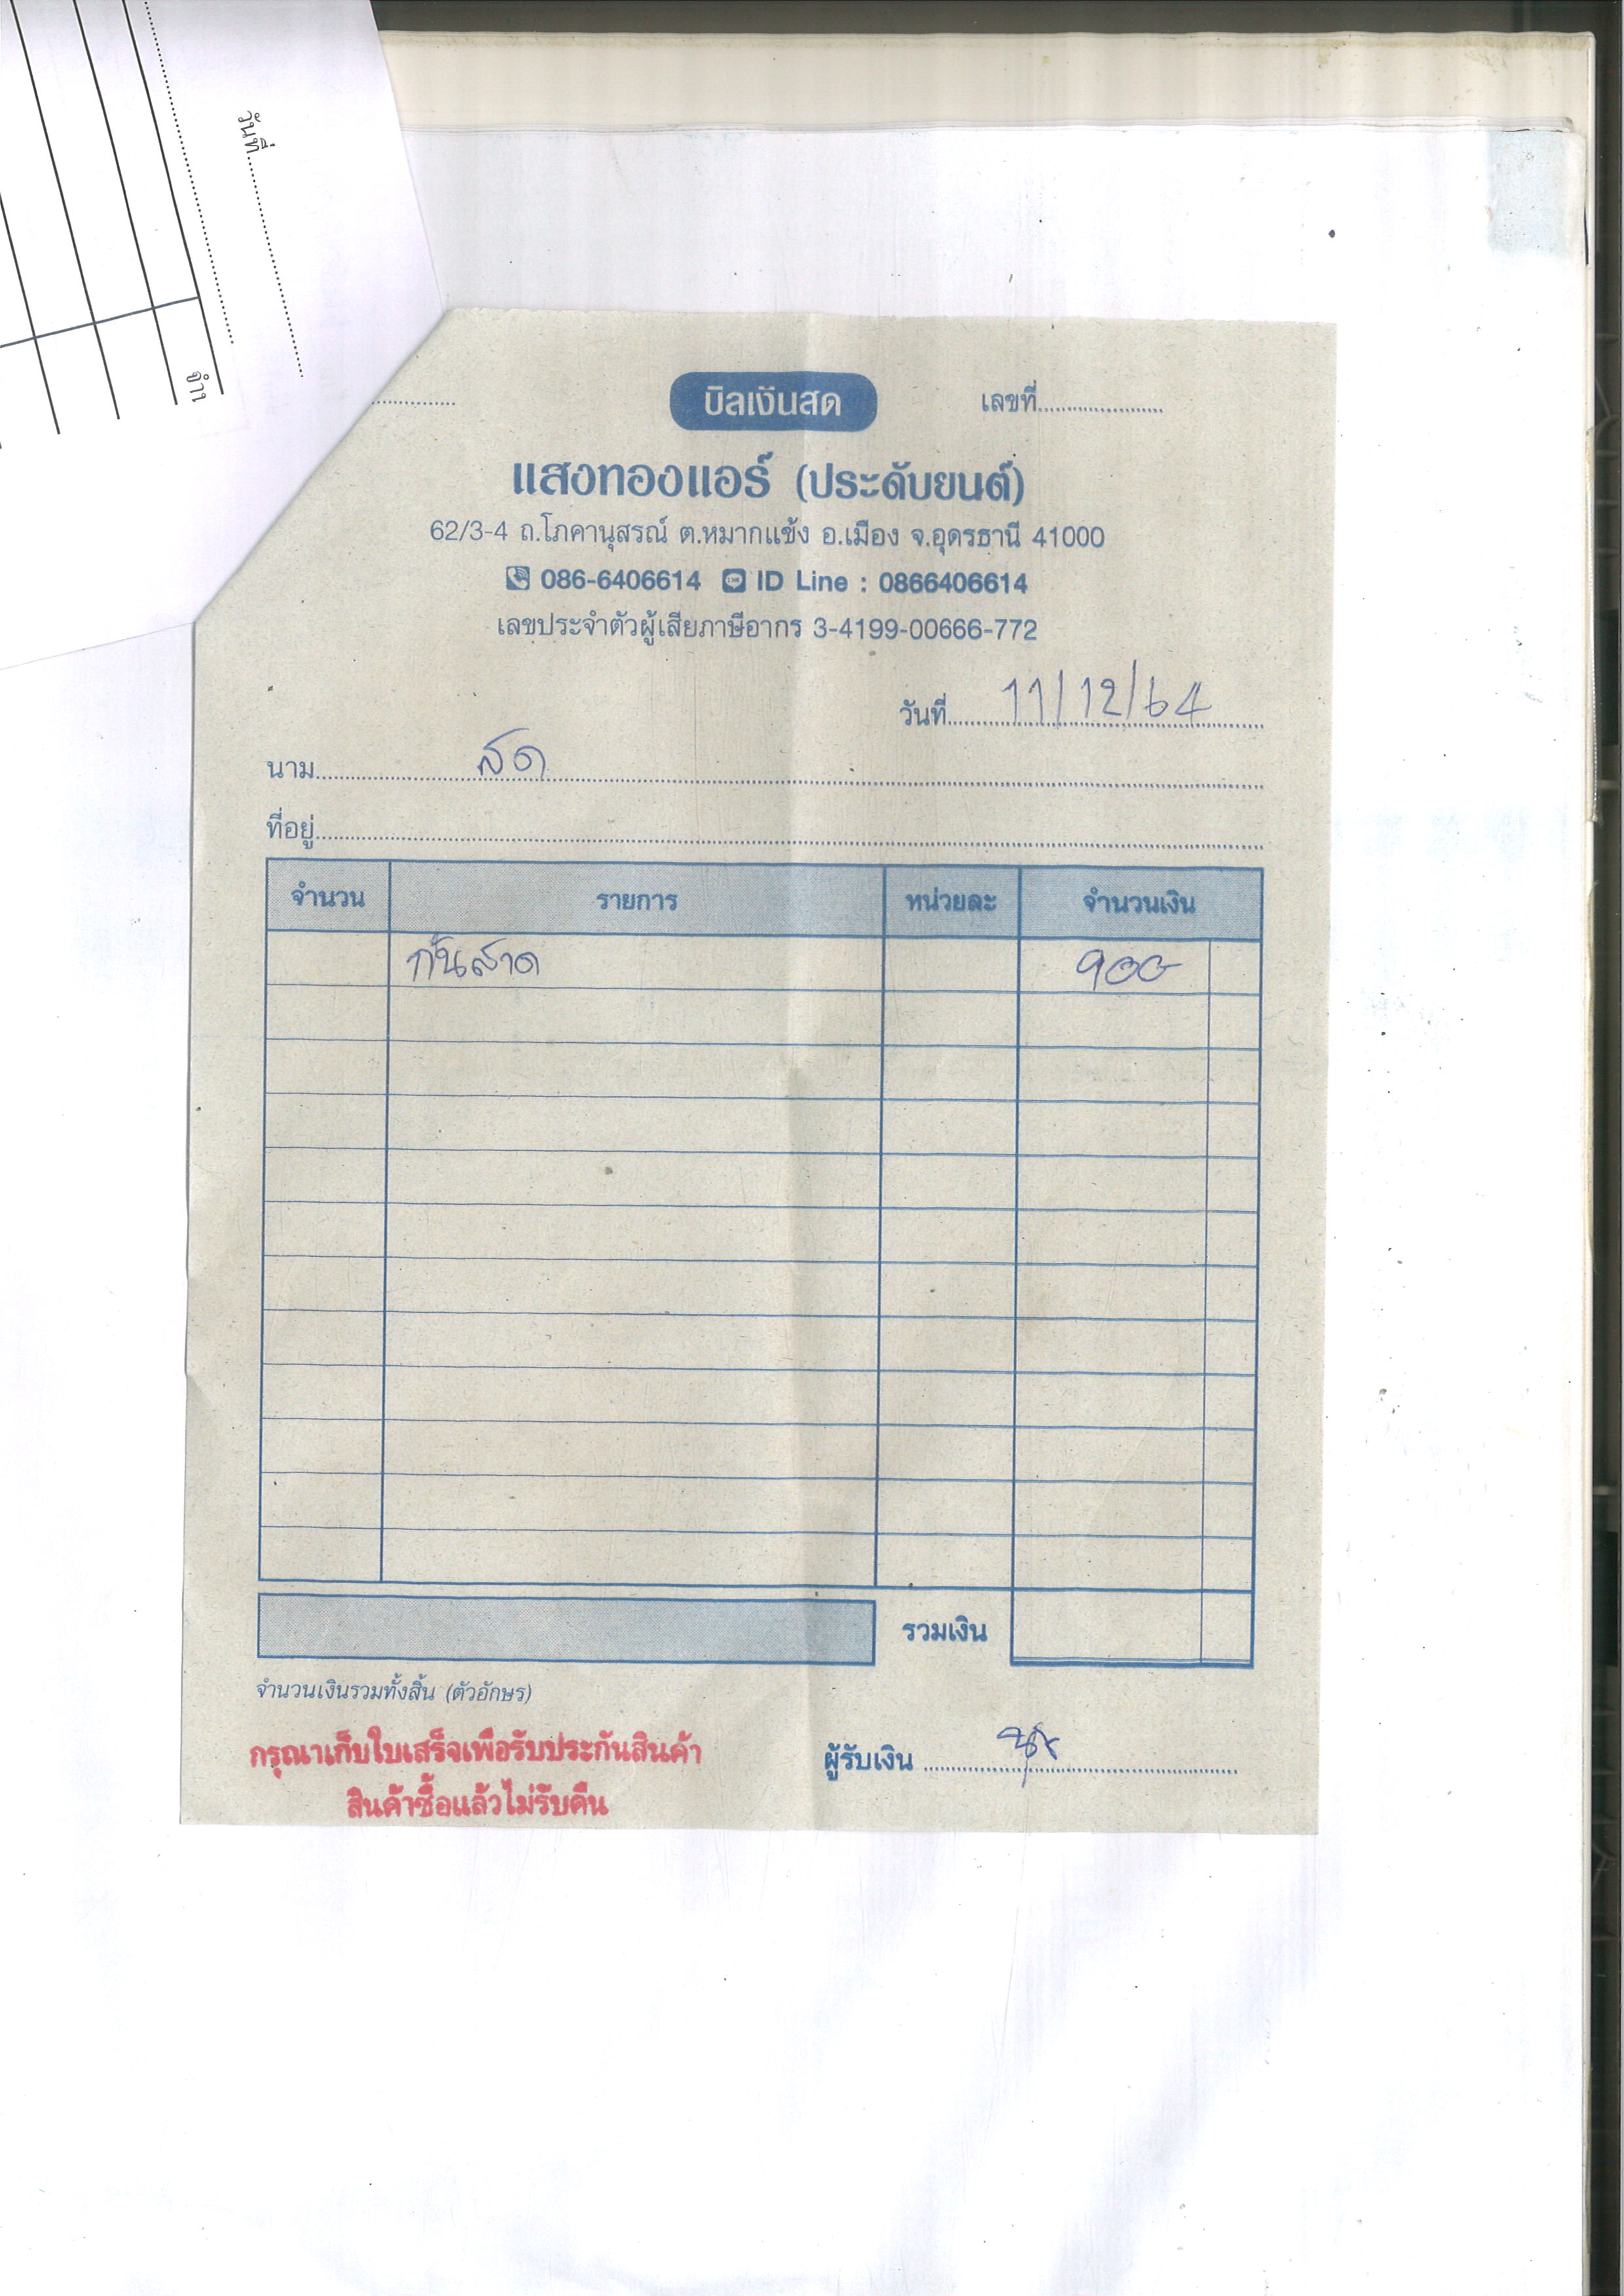 วันที่
จำน
บิลเงินสด
เลขที่
แสงทองแอร์ (ประดับยนต์)
62/3-4 ถ.โภคานุสรณ์ ต.หมากแข้ง อ.เมือง จ.อุดรธานี 41000
086-6406614 ID Line : 0866406614
เลขประจำตัวผู้เสียภาษีอากร 3-4199-00666-772
วันที่ 11/12/64
นาม สด
ที่อยู่
จำนวน รายการ หน่วยละ จำนวนเงิน
กันสาด 900
รวมเงิน
จำนวนเงินรวมทั้งสิ้น (ตัวอักษร)
กรุณาเก็บใบเสร็จเพื่อรับประกันสินค้า
ผู้รับเงิน
สินค้าซื้อแล้วไม่รับคืน